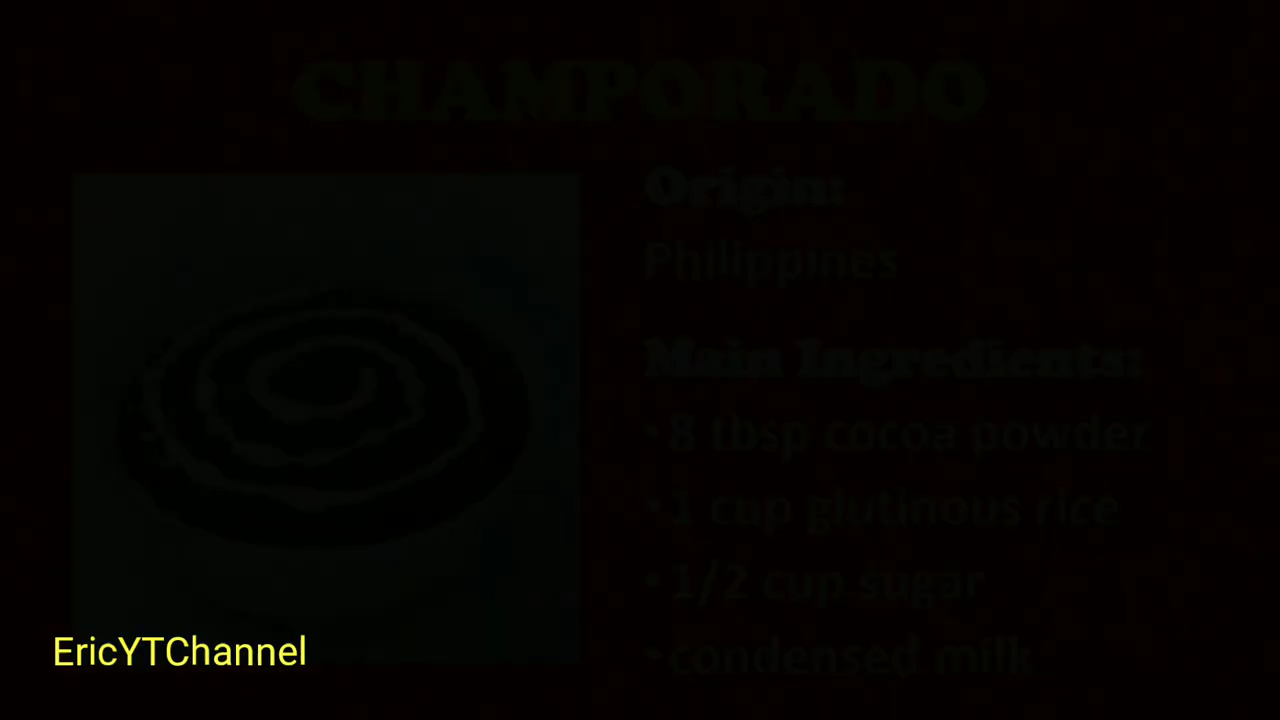 CHAMPORADO
Origin:
Philippines
Main Ingredients:
• 8 tbsp cocoa powder
• 1 cup glutinous rice
• 1/2 cup sugar
• condensed milk
EricYTChannel